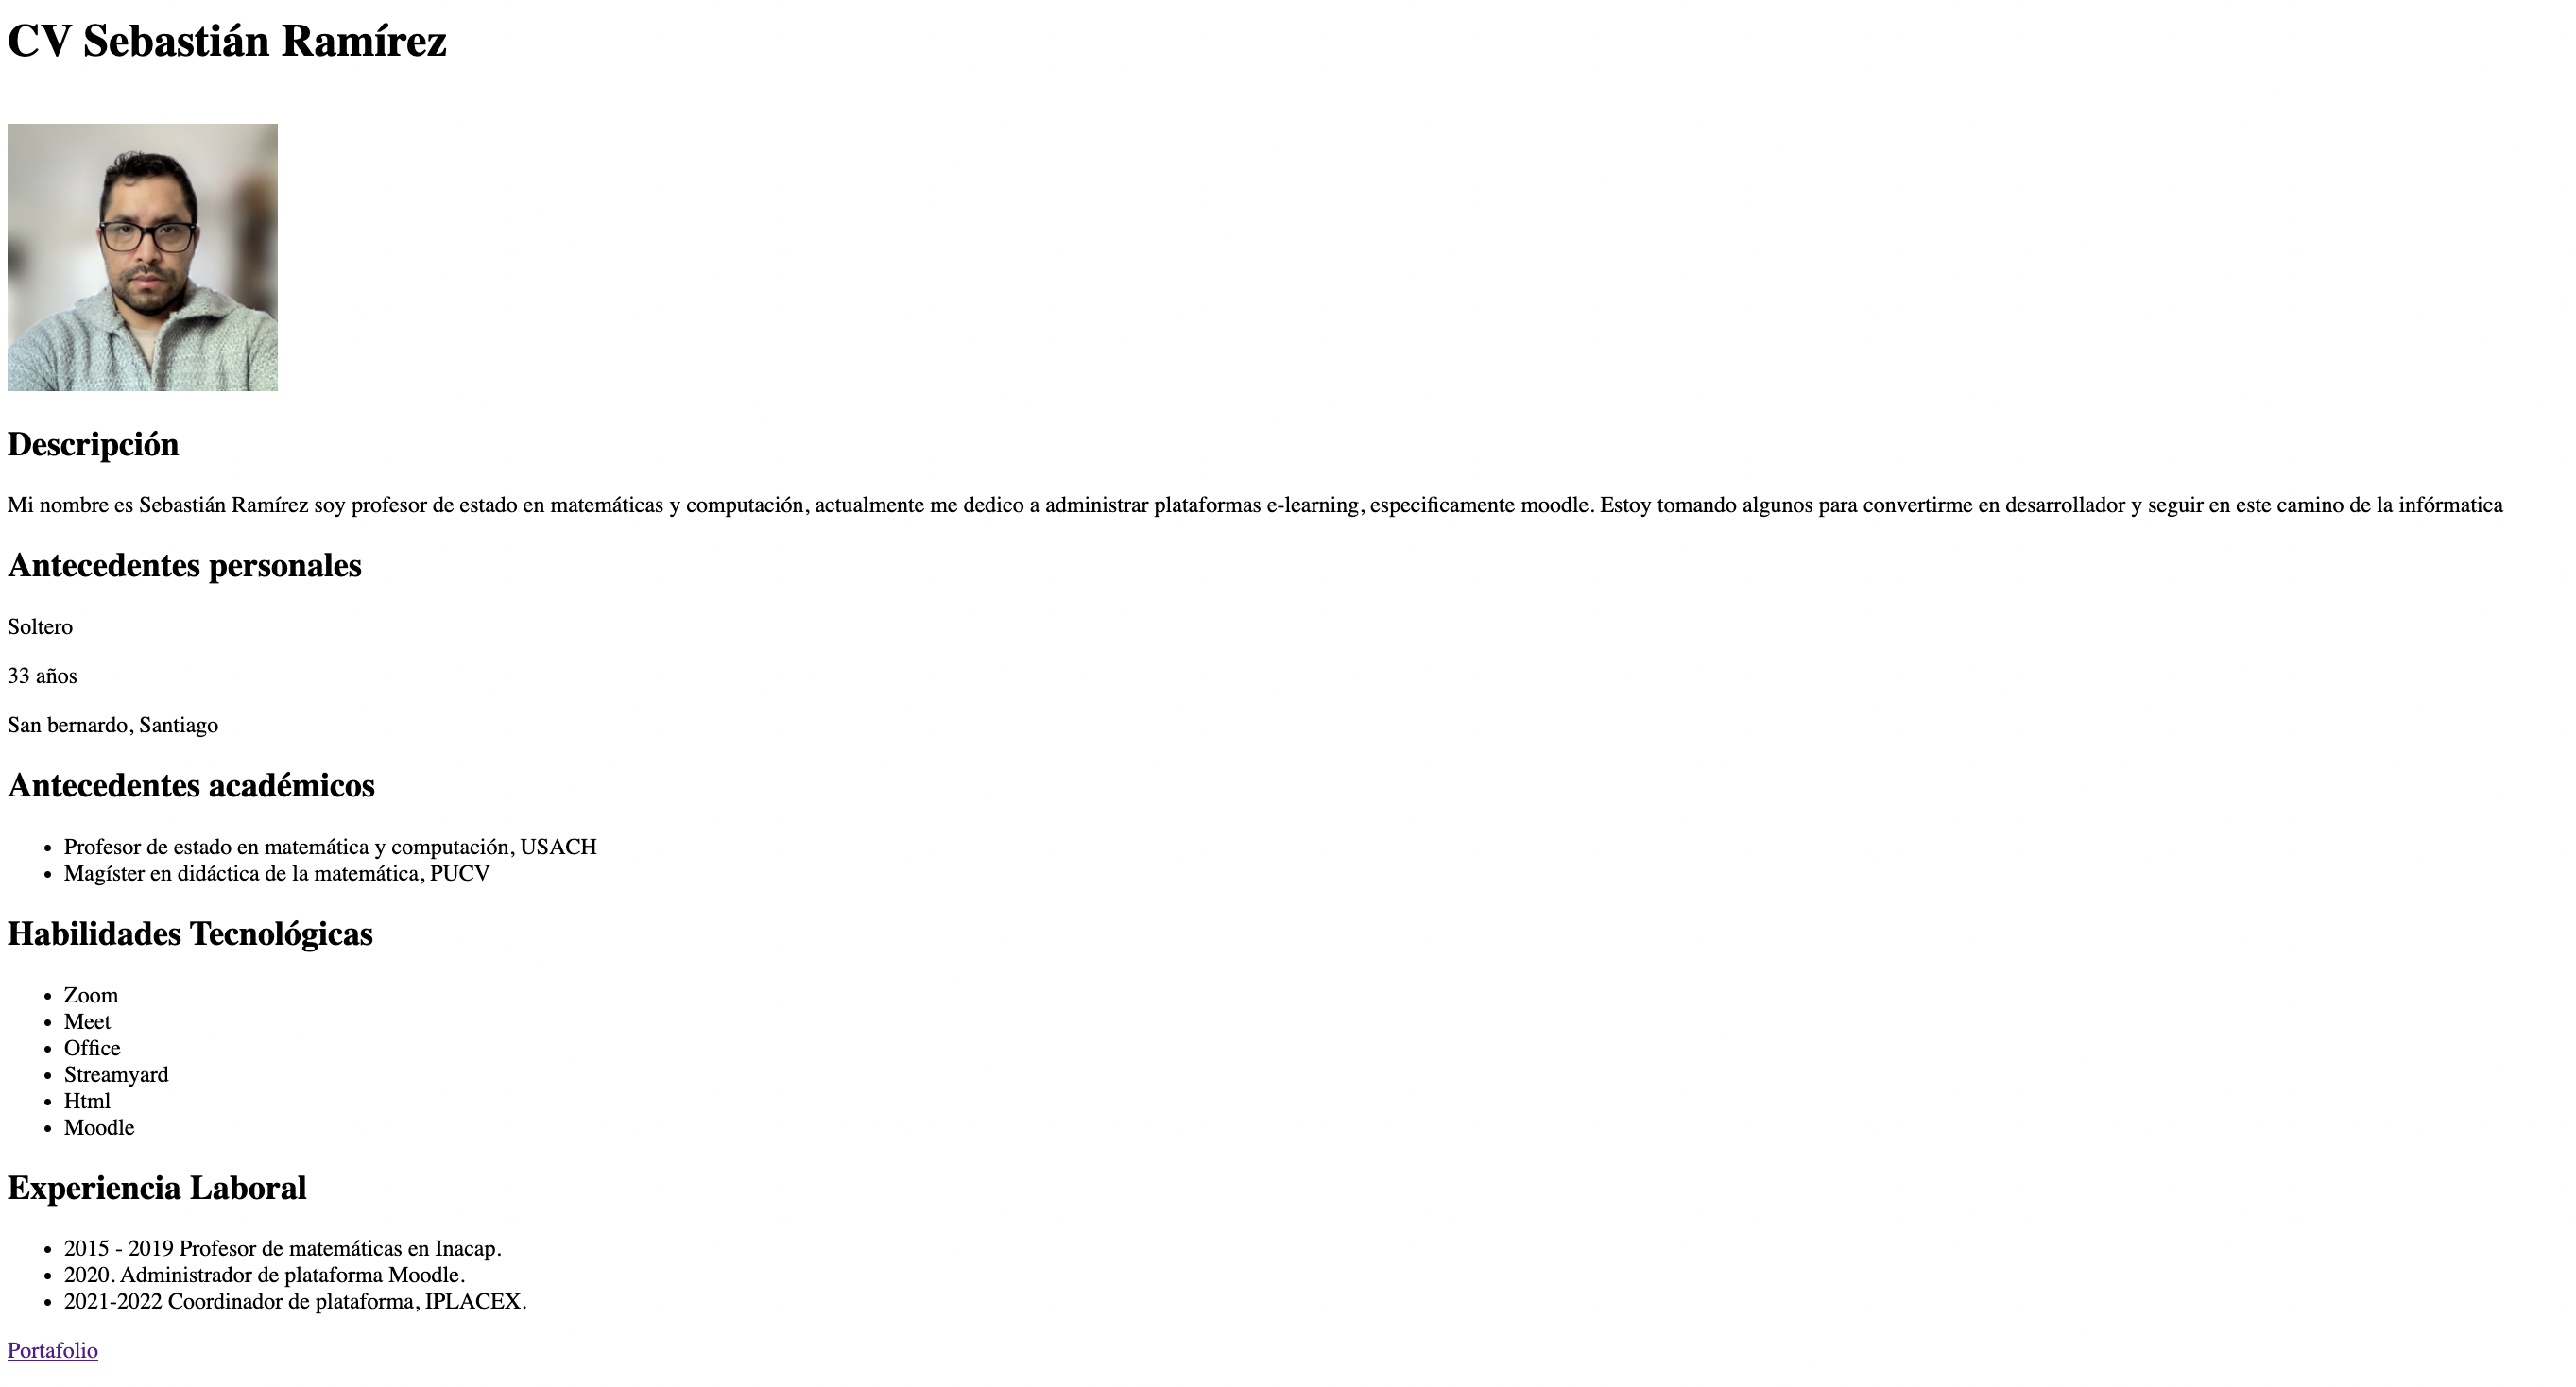 CV Sebastián Ramírez
Descripción
Mi nombre es Sebastián Ramírez soy profesor de estado en matemáticas y computación, actualmente me dedico a administrar plataformas e-learning, especificamente moodle. Estoy tomando algunos para convertirme en desarrollador y seguir en este camino de la infórmatica
Antecedentes personales
Soltero
33 años
San bernardo, Santiago
Antecedentes académicos
• Profesor de estado en matemática y computación, USACH
• Magíster en didáctica de la matemática, PUCV
Habilidades Tecnológicas
• Zoom
• Meet
• Office
• Streamyard
• Html
• Moodle
Experiencia Laboral
• 2015 - 2019 Profesor de matemáticas en Inacap.
• 2020. Administrador de plataforma Moodle.
• 2021-2022 Coordinador de plataforma, IPLACEX.
Portafolio